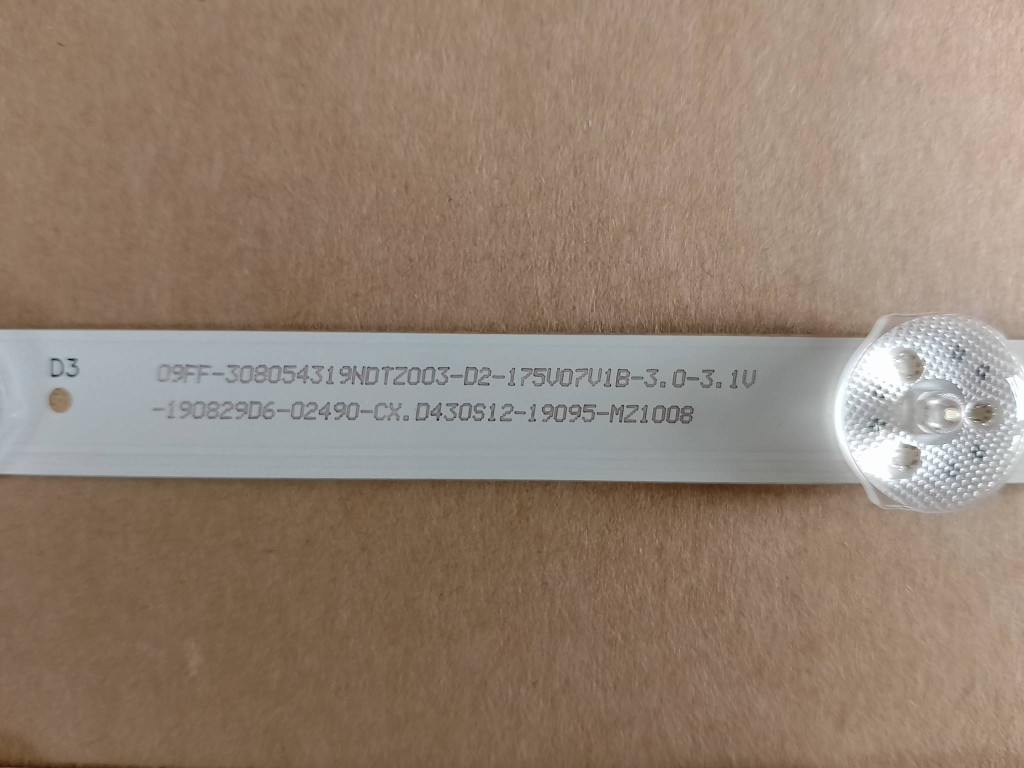 D3
09FF-308054319NDTZ003-D2-175V07V1B-3.0-3.1V
-190829D6-02490-CX.D430S12-19095-MZ1008